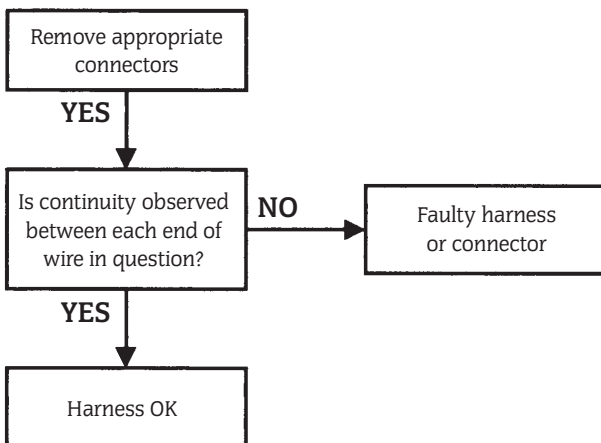 Remove appropriate
connectors
YES
Is continuity observed
between each end of
wire in question?
NO
Faulty harness
or connector
YES
Harness OK